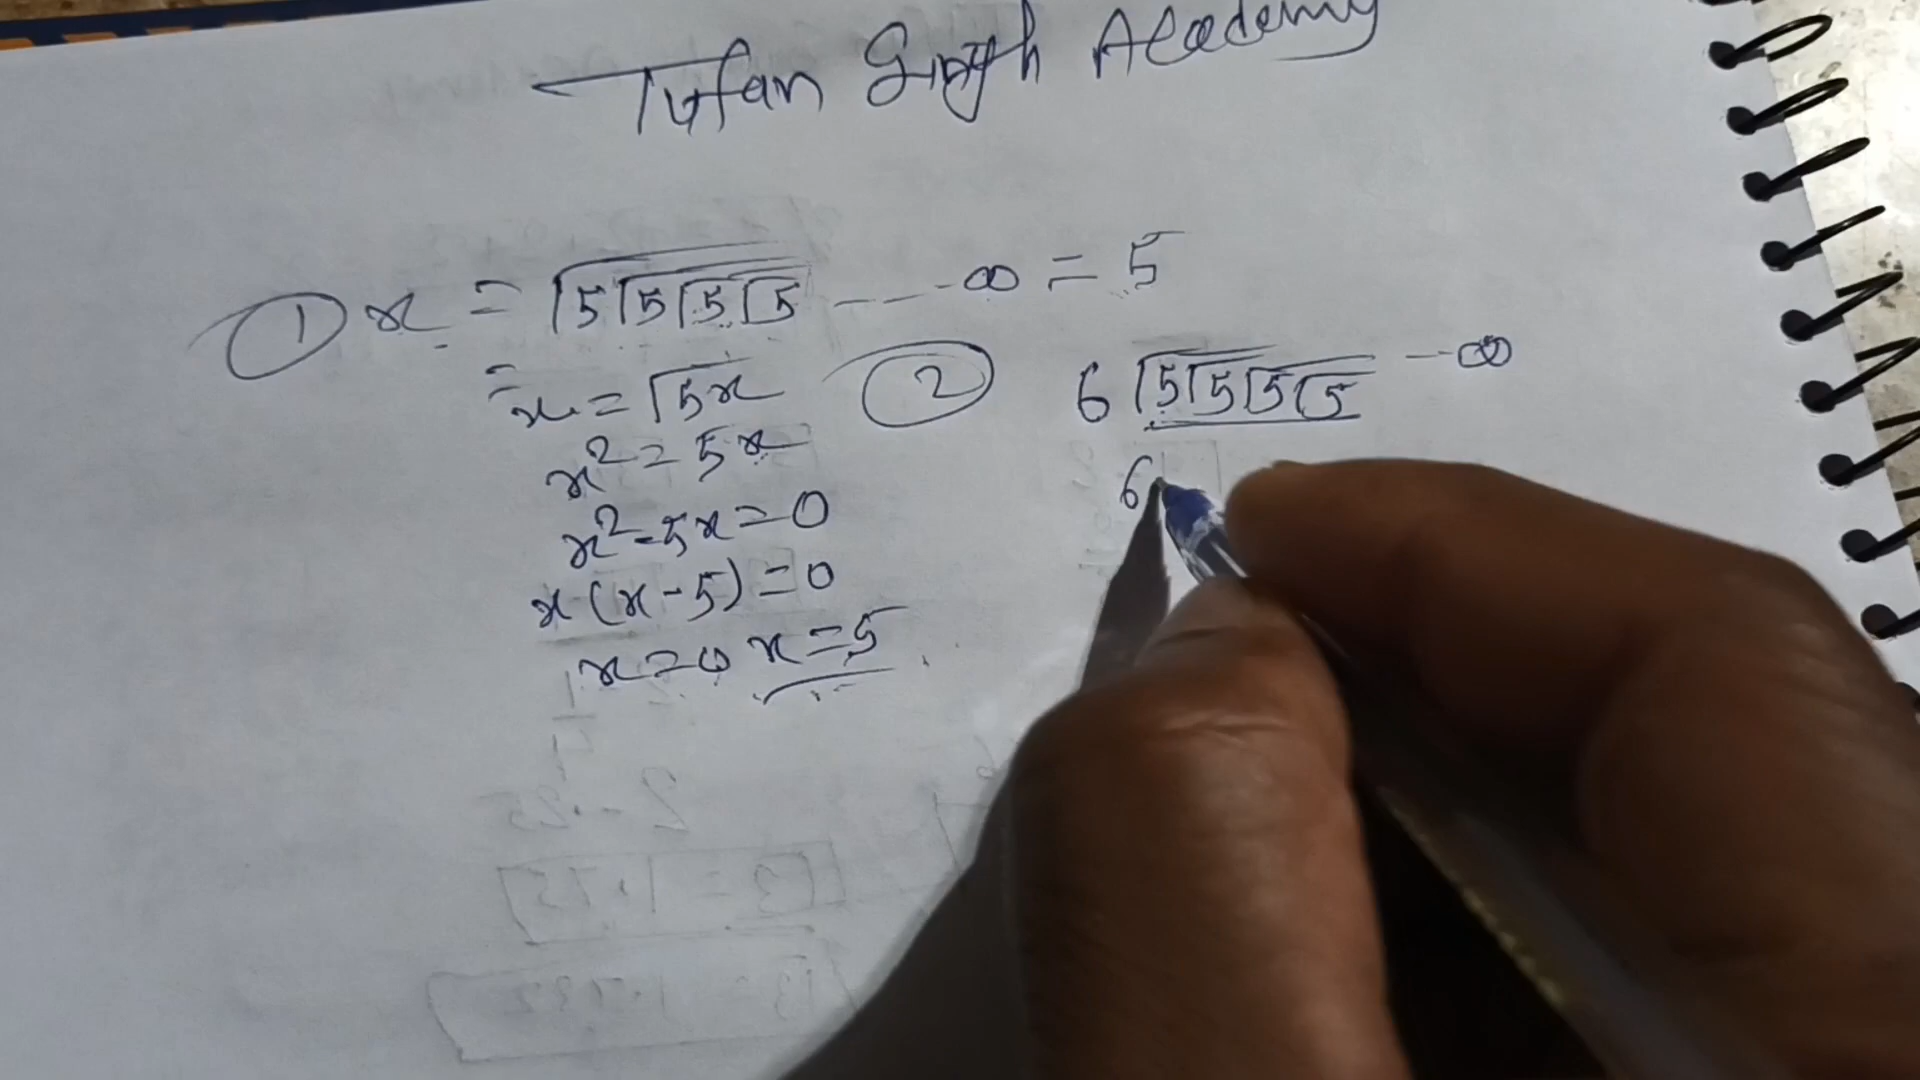 Tufan Singh Academy
① x = √5√5√5√5 --- ∞ = 5
= x = √5x
x² = 5x
x² - 5x = 0
x (x - 5) = 0
x = 0 x = 5
② 6 √5√5√5√5 -- ∞
6